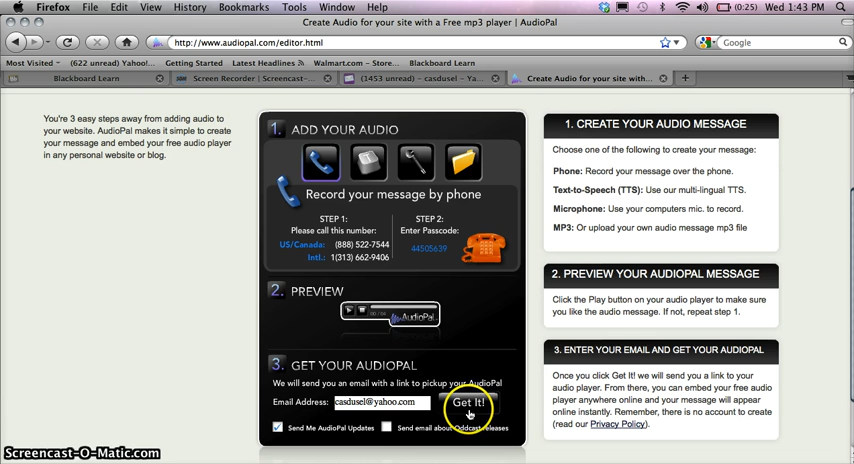 Firefox File Edit View History Bookmarks Tools Window Help (0:25) Wed 1:43 PM
Create Audio for your site with a Free mp3 player | AudioPal
http://www.audiopal.com/editor.html Google
Most Visited (622 unread) Yahoo!... Getting Started Latest Headlines Walmart.com - Store... Blackboard Learn
Blackboard Learn Screen Recorder | Screencast-... (1453 unread) - casdusel - Ya... Create Audio for your site with...
You're 3 easy steps away from adding audio to
your website. AudioPal makes it simple to create
your message and embed your free audio player
in any personal website or blog.
1. ADD YOUR AUDIO
Record your message by phone
STEP 1:
Please call this number:
US/Canada: (888) 522-7544
Intl.: 1(313) 662-9406
STEP 2:
Enter Passcode:
44505639
2. PREVIEW
00 / 04 AudioPal
3. GET YOUR AUDIOPAL
We will send you an email with a link to pickup your AudioPal
Email Address: casdusel@yahoo.com Get It!
Send Me AudioPal Updates Send email about Oddcast releases
1. CREATE YOUR AUDIO MESSAGE
Choose one of the following to create your message:
Phone: Record your message over the phone.
Text-to-Speech (TTS): Use our multi-lingual TTS.
Microphone: Use your computers mic. to record.
MP3: Or upload your own audio message mp3 file
2. PREVIEW YOUR AUDIOPAL MESSAGE
Click the Play button on your audio player to make sure
you like the audio message. If not, repeat step 1.
3. ENTER YOUR EMAIL AND GET YOUR AUDIOPAL
Once you click Get It! we will send you a link to your
audio player. From there, you can embed your free audio
player anywhere online and your message will appear
online instantly. Remember, there is no account to create
(read our Privacy Policy).
Screencast-O-Matic.com